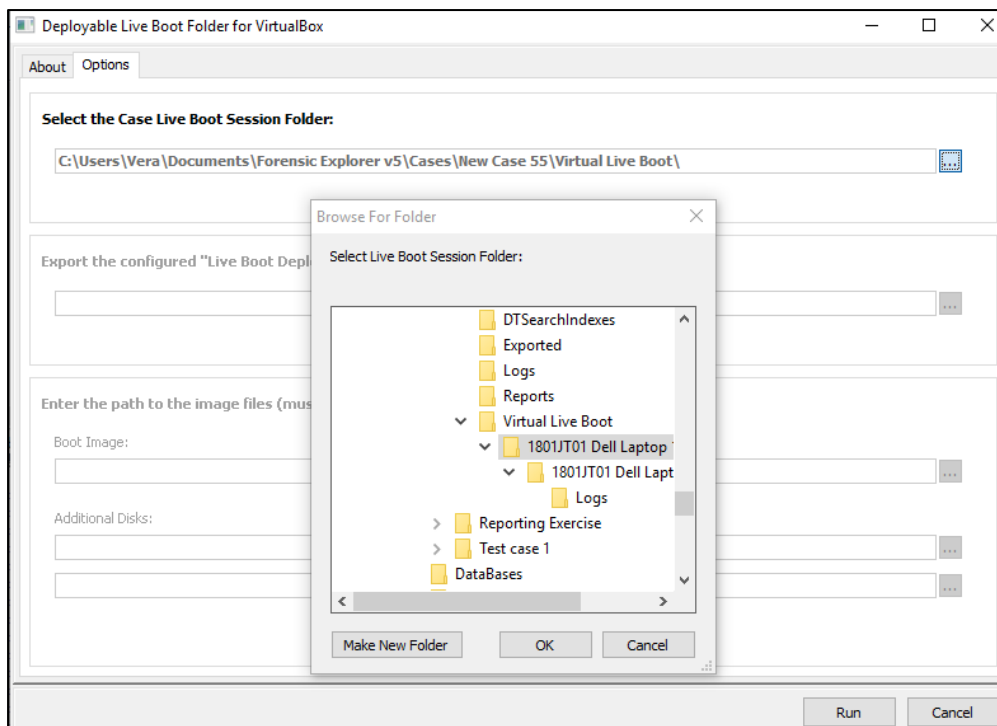 Deployable Live Boot Folder for VirtualBox
About Options
Select the Case Live Boot Session Folder:
C:\Users\Vera\Documents\Forensic Explorer v5\Cases\New Case 55\Virtual Live Boot\
...
Browse For Folder
Select Live Boot Session Folder:
Export the configured "Live Boot Depl
...
DTSearchIndexes
Exported
Logs
Reports
Enter the path to the image files (mus
Virtual Live Boot
Boot Image:
1801JT01 Dell Laptop
1801JT01 Dell Lapt
...
Logs
Additional Disks:
Reporting Exercise
Test case 1
...
DataBases
...
Make New Folder OK Cancel
Run Cancel